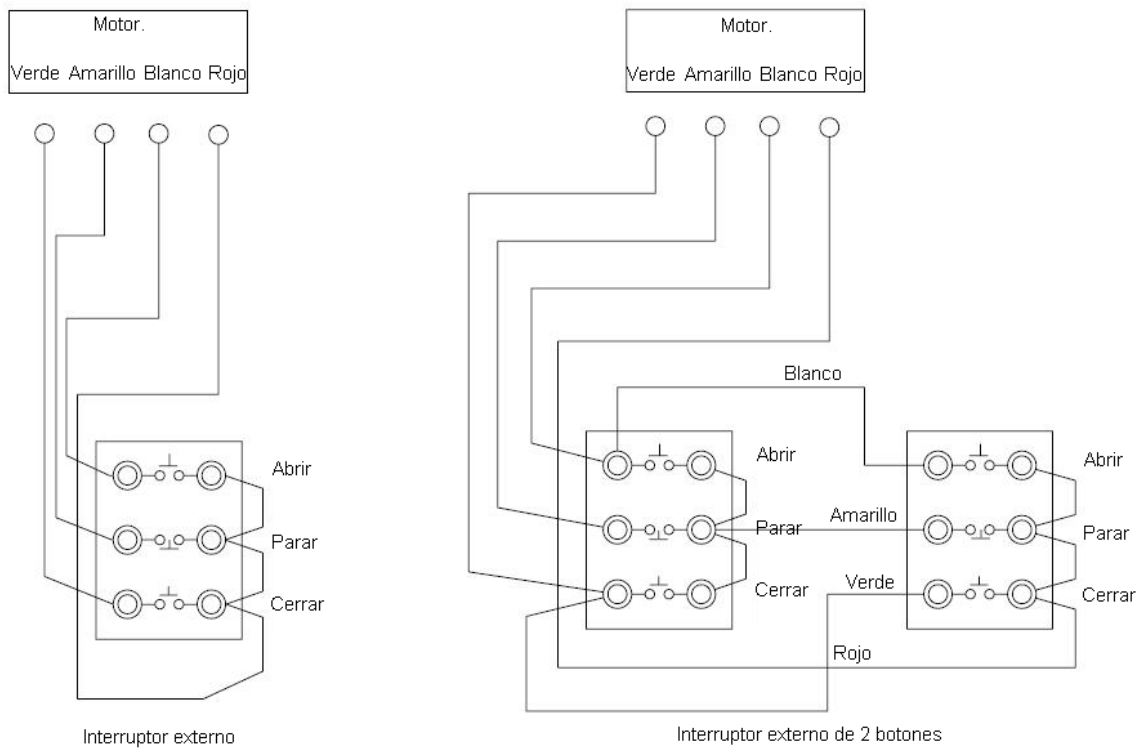 Motor.
Verde Amarillo Blanco Rojo
Abrir
Parar
Cerrar
Interruptor externo
Motor.
Verde Amarillo Blanco Rojo
Blanco
Abrir
Abrir
Amarillo
Parar
Parar
Verde
Cerrar
Cerrar
Rojo
Interruptor externo de 2 botones